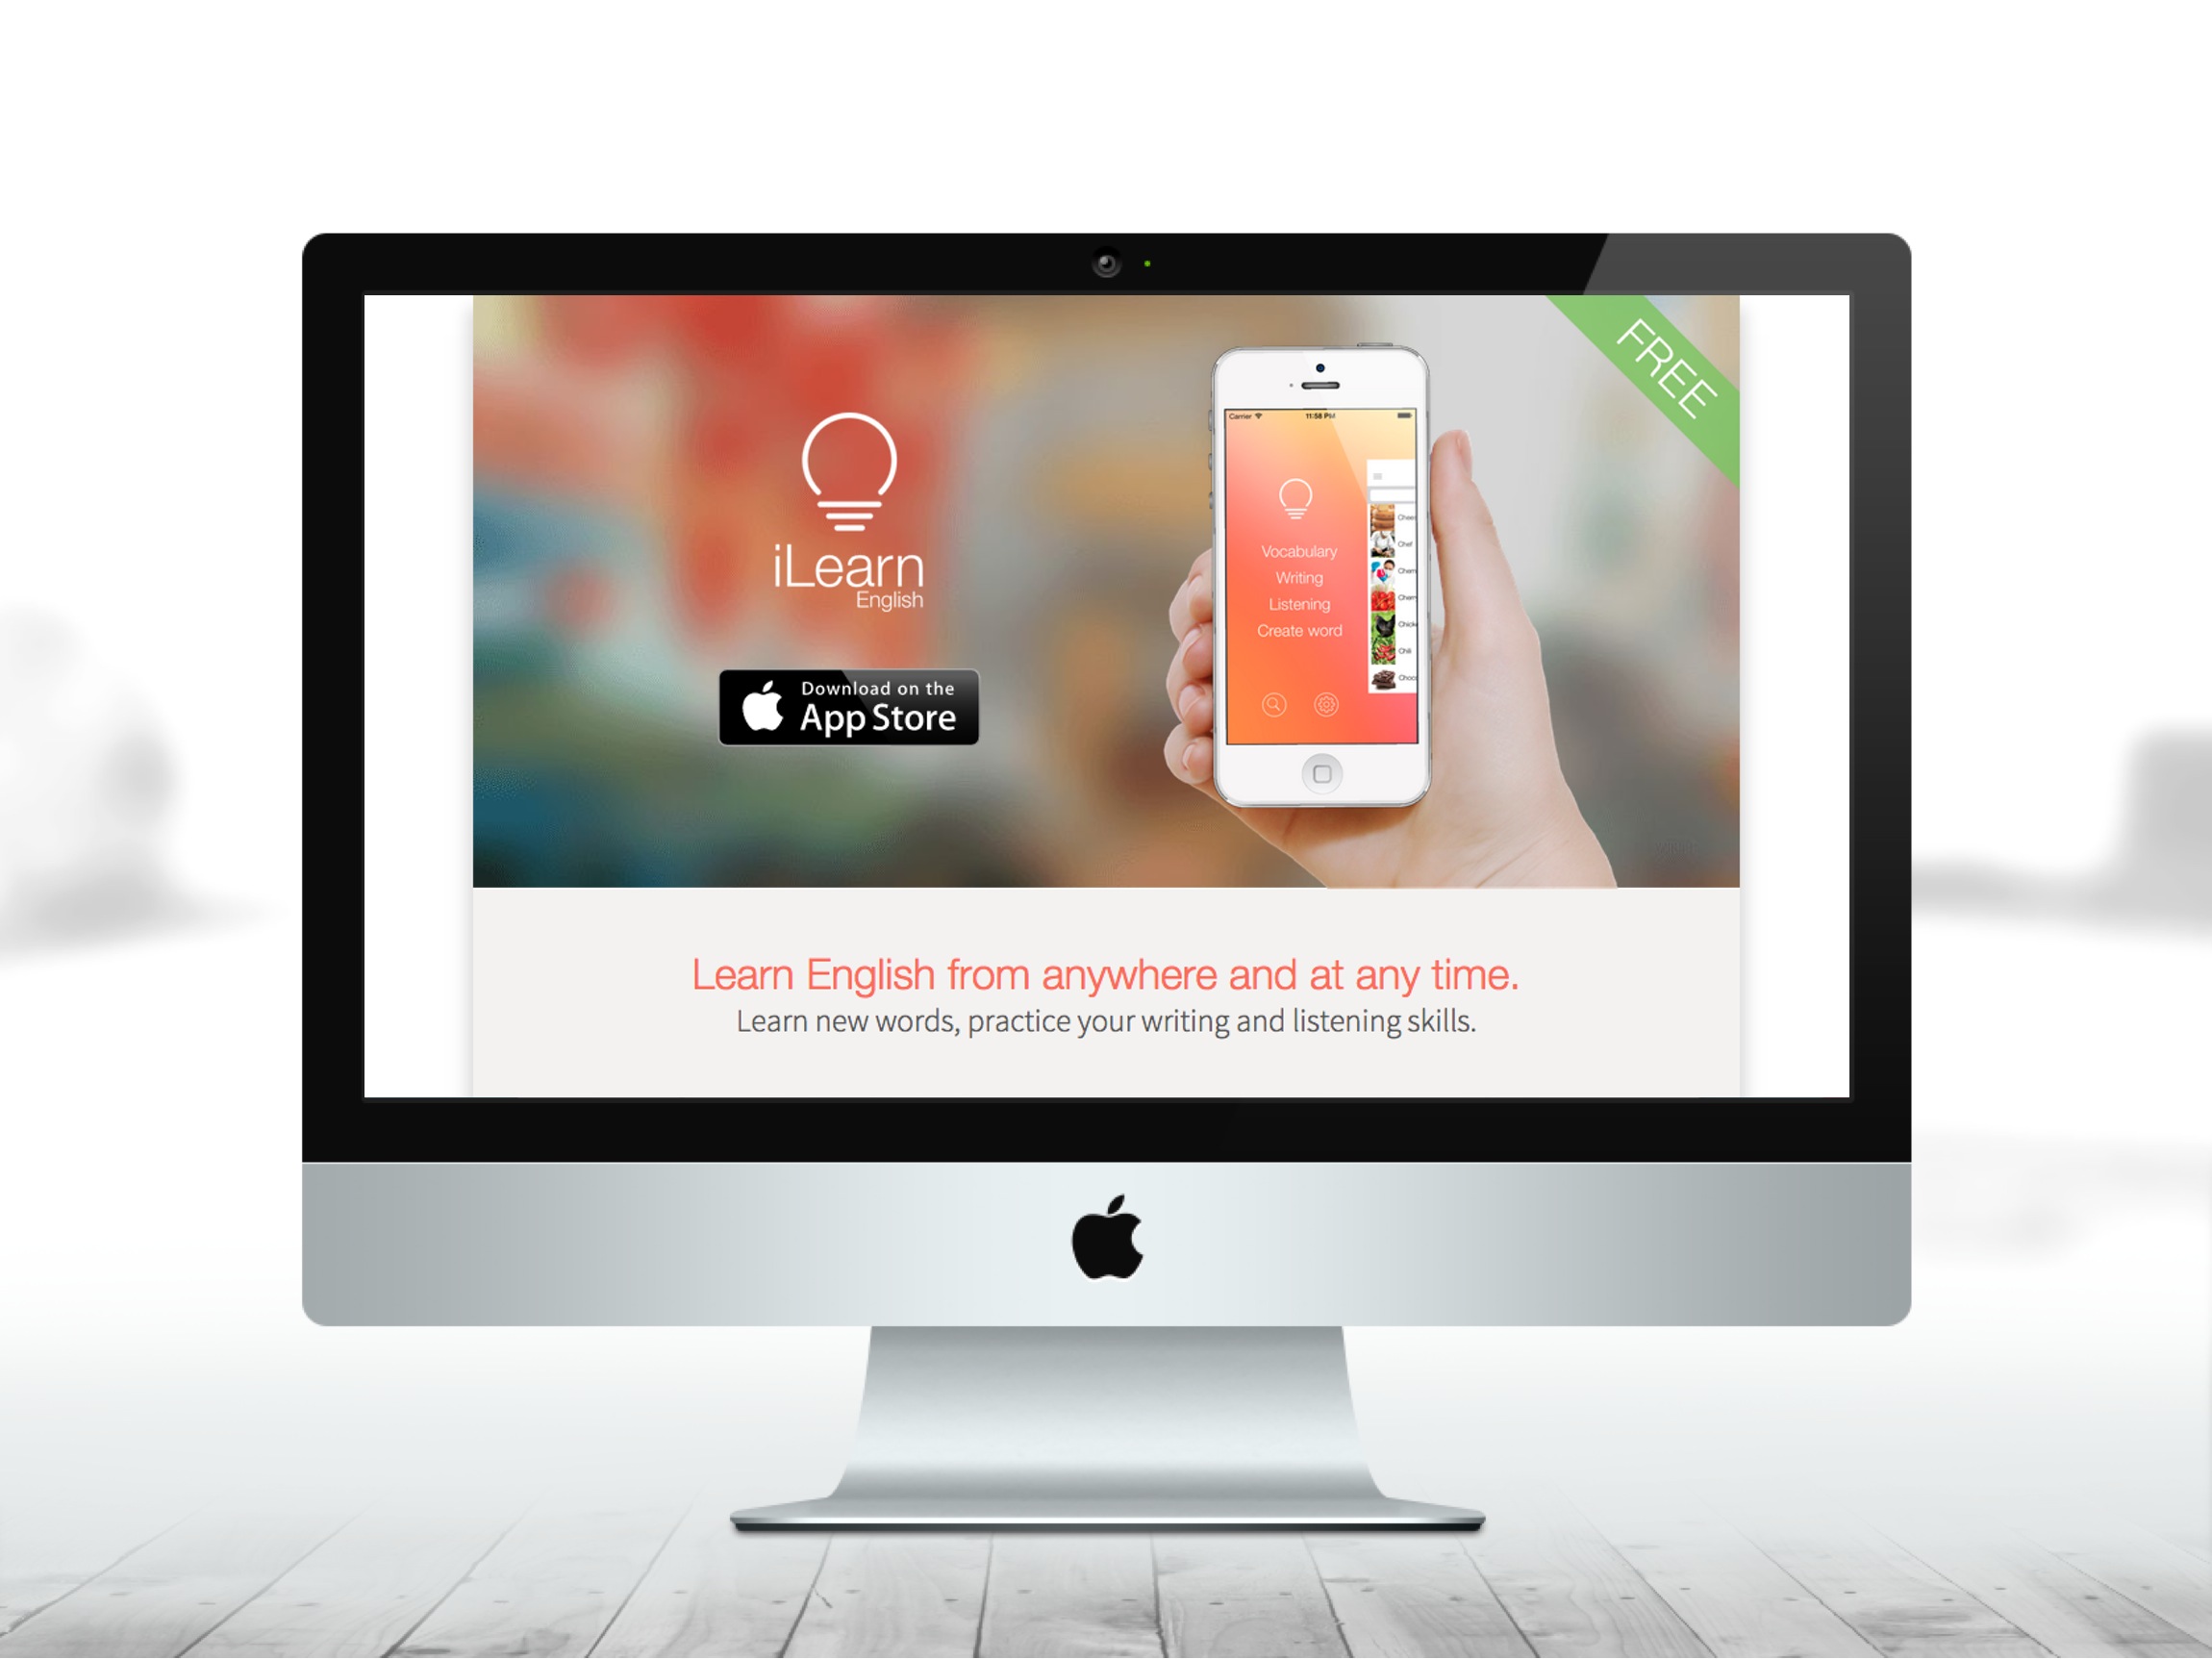 FREE
iLearn
English
Download on the
App Store
Carrier
11:58 PM
Vocabulary
Writing
Listening
Create word
Chee
Chef
Cherr
Chick
Chili
Choc
Learn English from anywhere and at any time.
Learn new words, practice your writing and listening skills.